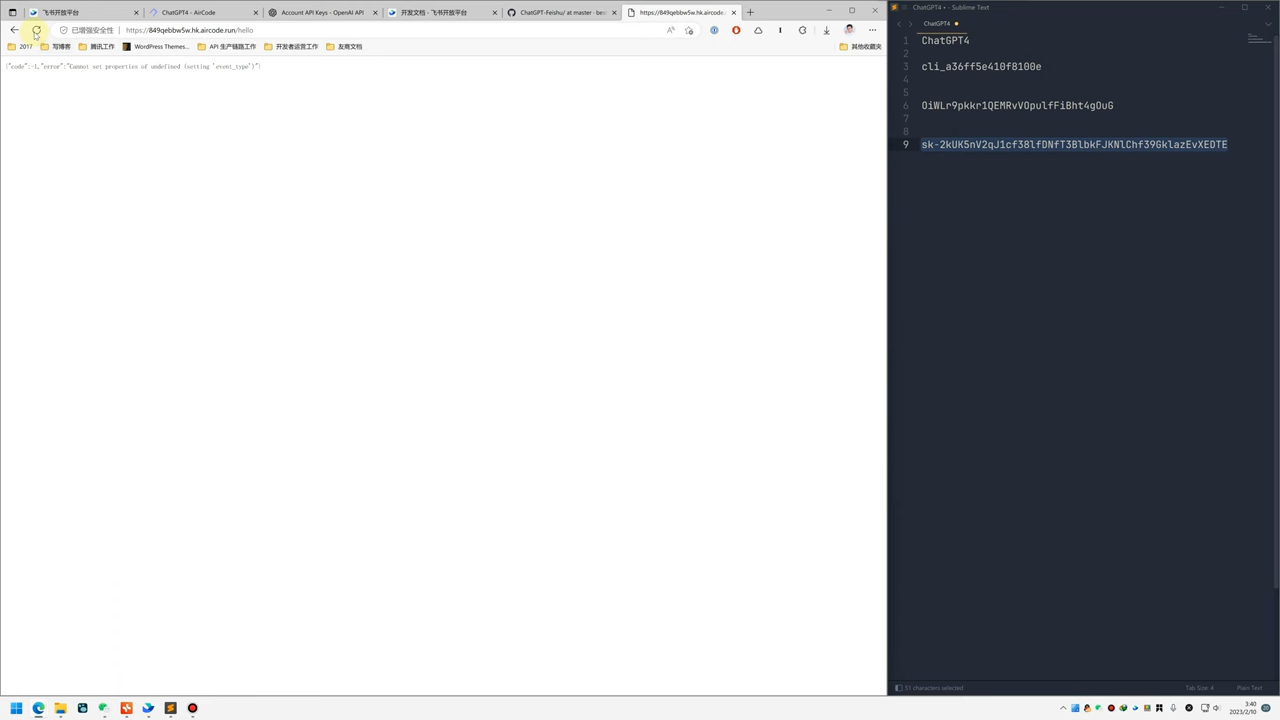 飞书开放平台
ChatGPT4 - AirCode
Account API Keys - OpenAI API
开发文档 - 飞书开放平台
ChatGPT-Feishu/ at master · bes
https://849qebbw5w.hk.aircode.r
已增强安全性
https://849qebbw5w.hk.aircode.run/hello
2017
写博客
腾讯工作
WordPress Themes...
API 生产链路工作
开发者运营工作
友商文档
其他收藏夹
{"code":-1,"error":"Cannot set properties of undefined (setting 'event_type')"}
ChatGPT4 • - Sublime Text
ChatGPT4
1 ChatGPT4
2
3 cli_a36ff5e410f8100e
4
5
6 OiWLr9pkkr1QEMRvVOpulfFiBht4gOuG
7
8
9 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
51 characters selected
Tab Size: 4
Plain Text
3:40
2023/2/10